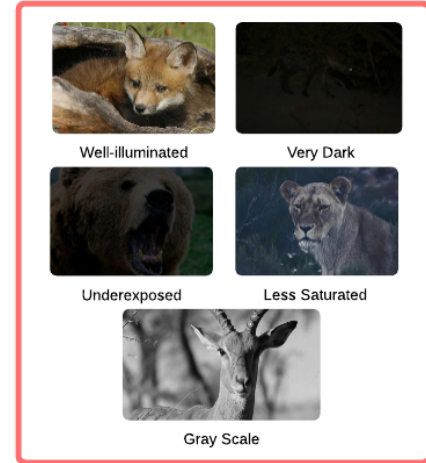 Well-illuminated
Very Dark
Underexposed
Less Saturated
Gray Scale